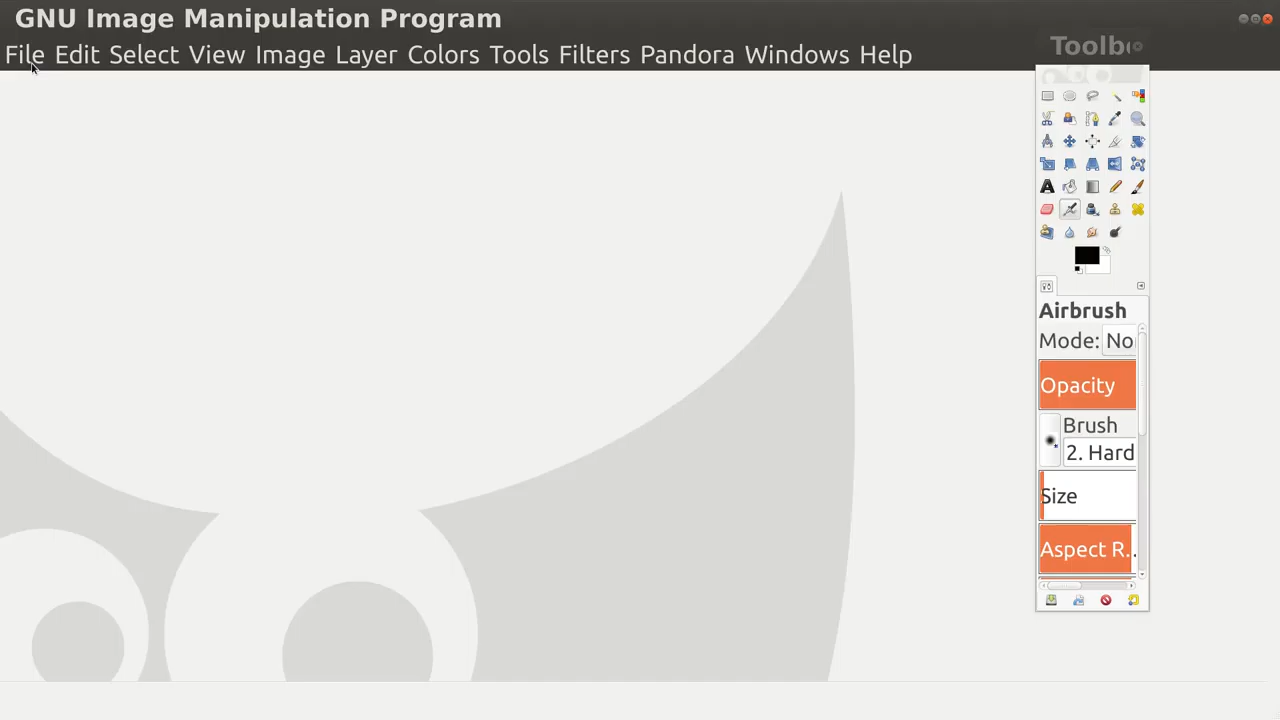 GNU Image Manipulation Program
File Edit Select View Image Layer Colors Tools Filters Pandora Windows Help
Airbrush
Mode:
Opacity
Brush
2. Hard
Size
Aspect R...